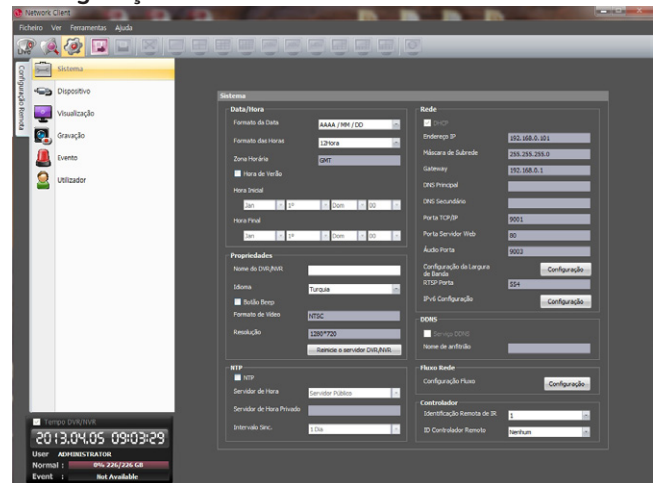 Network Client
Ficheiro Ver Ferramentas Ajuda
Live
Configuração Remota
Sistema
Dispositivo
Visualização
Gravação
Evento
Utilizador
Sistema
Data/Hora
Formato da Data AAAA / MM / DD
Formato das Horas 12Hora
Zona Horária GMT
Hora de Verão
Hora Inicial
Jan 1º Dom 00
Hora Final
Jan 1º Dom 00
Propriedades
Nome do DVR/NVR
Idioma Turquia
Botão Beep
Formato de Vídeo NTSC
Resolução 1280*720
Reinicie o servidor DVR/NVR
NTP
NTP
Servidor de Hora Servidor Público
Servidor de Hora Privado
Intervalo Sinc. 1 Dia
Rede
DHCP
Endereço IP 192.168.0.101
Máscara de Subrede 255.255.255.0
Gateway 192.168.0.1
DNS Principal
DNS Secundário
Porta TCP/IP 9001
Porta Servidor Web 80
Áudio Porta 9003
Configuração da Largura de Banda Configuração
RTSP Porta 554
IPv6 Configuração Configuração
DDNS
Serviço DDNS
Nome de anfitrião
Fluxo Rede
Configuração Fluxo Configuração
Controlador
Identificação Remota de IR 1
ID Controlador Remoto Nenhum
Tempo DVR/NVR
2013.04.05 09:03:29
User ADMINISTRATOR
Normal : 0% 226/226 GB
Event : Not Available